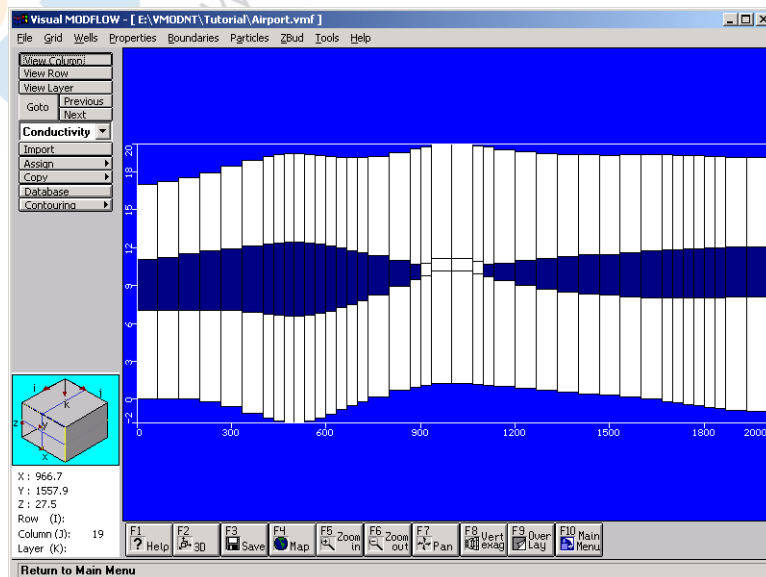 Visual MODFLOW - [ E:\VMODNT\Tutorial\Airport.vmf ]
File Grid Wells Properties Boundaries Particles ZBud Tools Help
View Column
View Row
View Layer
Goto Previous
Next
Conductivity
Import
Assign
Copy
Database
Contouring
20
18
15
12
9
6
3
0
-2
0 300 600 900 1200 1500 1800 2000
i j
k
z y
x
X : 966.7
Y : 1557.9
Z : 27.5
Row (I):
Column (J): 19
Layer (K):
F1 ? Help F2 3D F3 Save F4 Map F5 Zoom in F6 Zoom out F7 Pan F8 Vert exag F9 Over Lay F10 Main Menu
Return to Main Menu